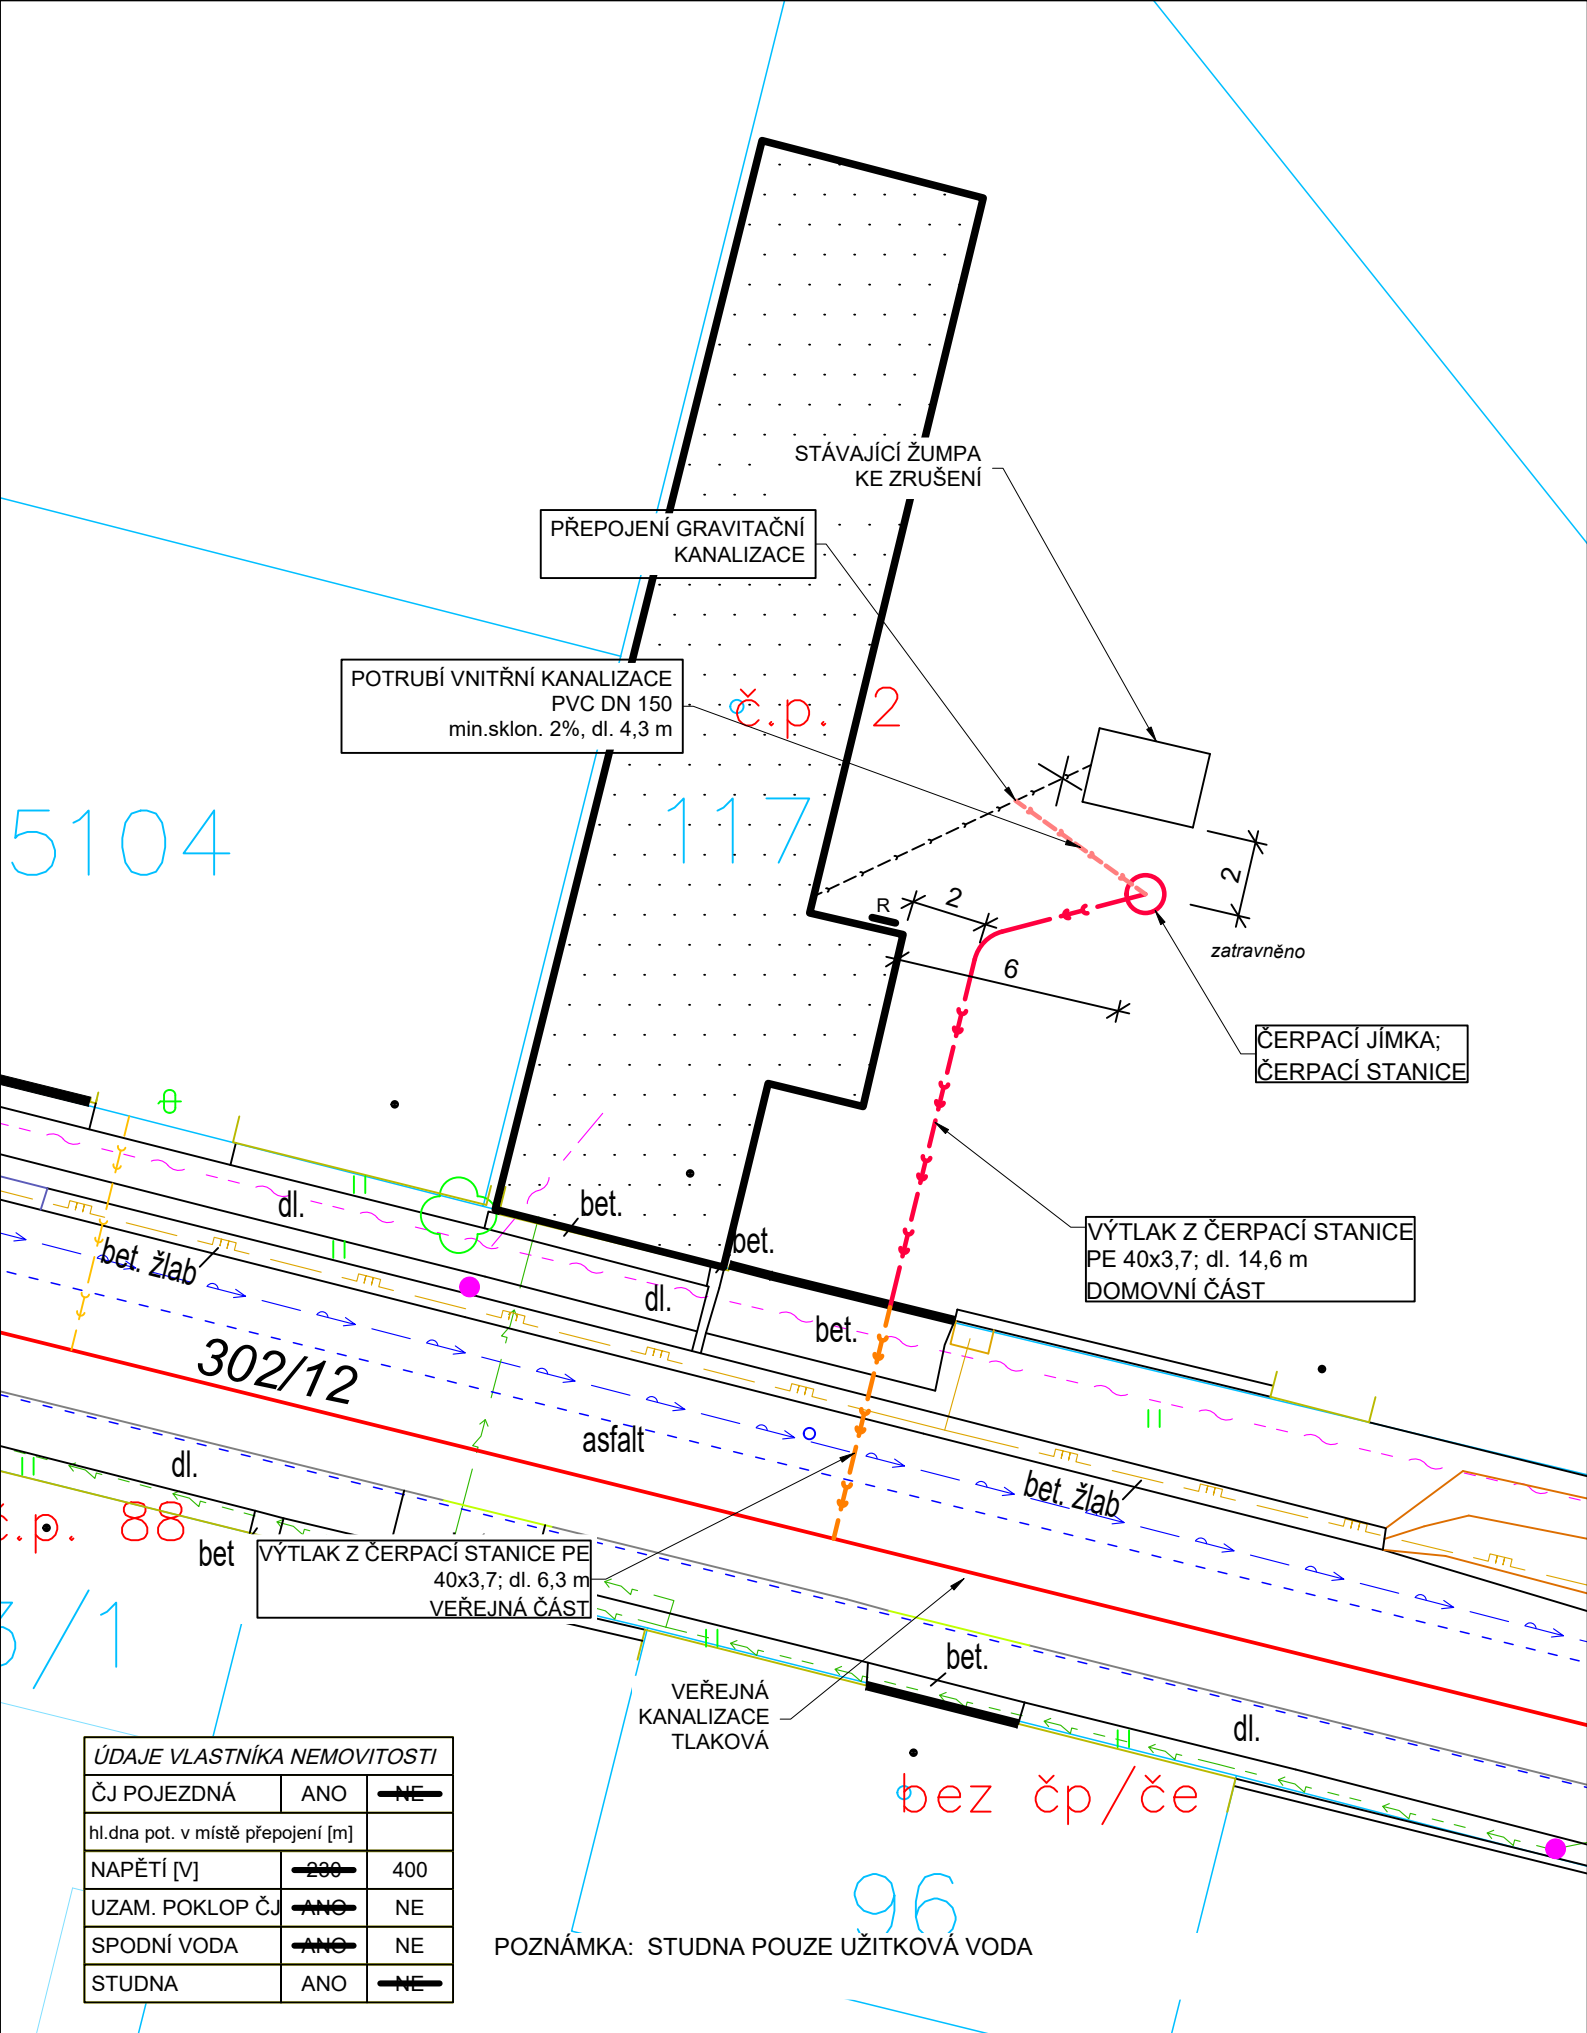 STÁVAJÍCÍ ŽUMPA
KE ZRUŠENÍ
PŘEPOJENÍ GRAVITAČNÍ
KANALIZACE
POTRUBÍ VNITŘNÍ KANALIZACE
PVC DN 150
min.sklon. 2%, dl. 4,3 m
č.p. 2
5104
117
2
R
2
zatravněno
6
ČERPACÍ JÍMKA;
ČERPACÍ STANICE
dl.
bet.
bet.
VÝTLAK Z ČERPACÍ STANICE
PE 40x3,7; dl. 14,6 m
DOMOVNÍ ČÁST
bet. žlab
dl.
bet.
302/12
asfalt
dl.
bet. žlab
č.p. 88
bet
VÝTLAK Z ČERPACÍ STANICE PE
40x3,7; dl. 6,3 m
VEŘEJNÁ ČÁST
3/1
bet.
VEŘEJNÁ
KANALIZACE
TLAKOVÁ
dl.
bez čp/če
96
ÚDAJE VLASTNÍKA NEMOVITOSTI
ČJ POJEZDNÁ ANO NE
hl.dna pot. v místě přepojení [m]
NAPĚTÍ [V] 230 400
UZAM. POKLOP ČJ ANO NE
SPODNÍ VODA ANO NE
STUDNA ANO NE
POZNÁMKA: STUDNA POUZE UŽITKOVÁ VODA